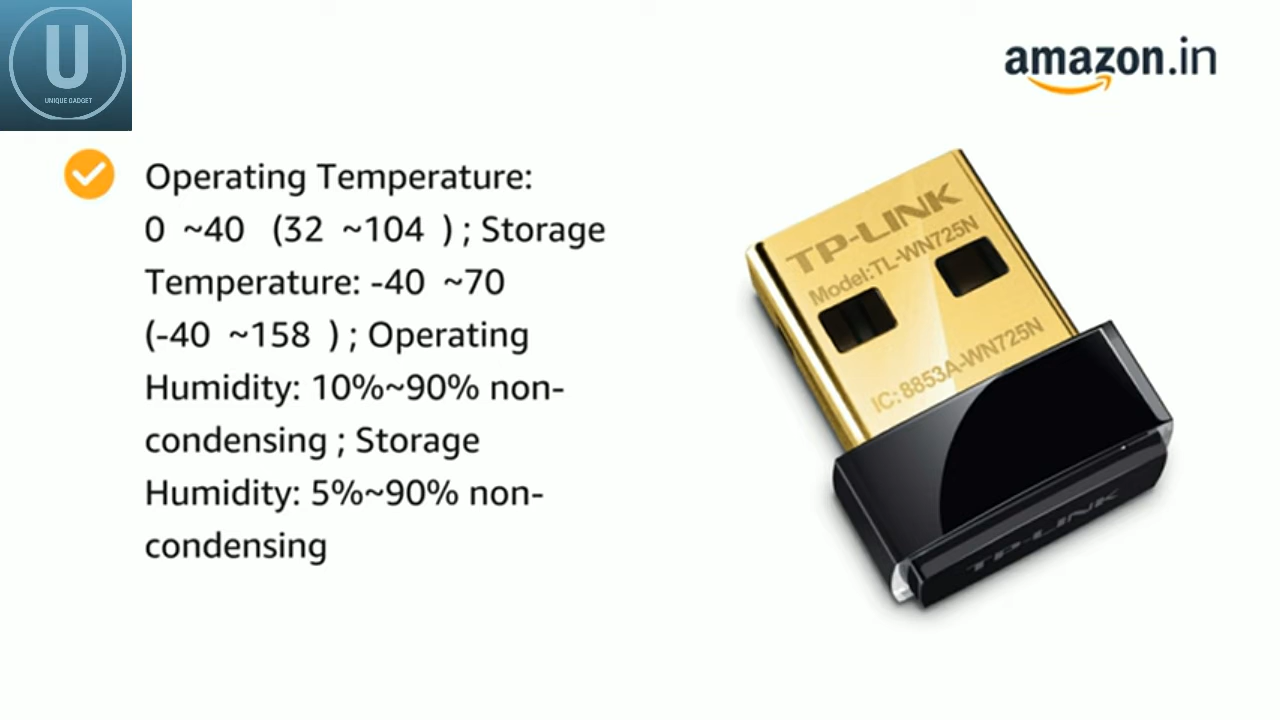 U
UNIQUE GADGET
amazon.in
Operating Temperature:
0 ~40 (32 ~104 ) ; Storage
Temperature: -40 ~70
(-40 ~158 ) ; Operating
Humidity: 10%~90% non-
condensing ; Storage
Humidity: 5%~90% non-
condensing
TP-LINK
Model:TL-WN725N
IC: 8853A-WN725N
TP-LINK